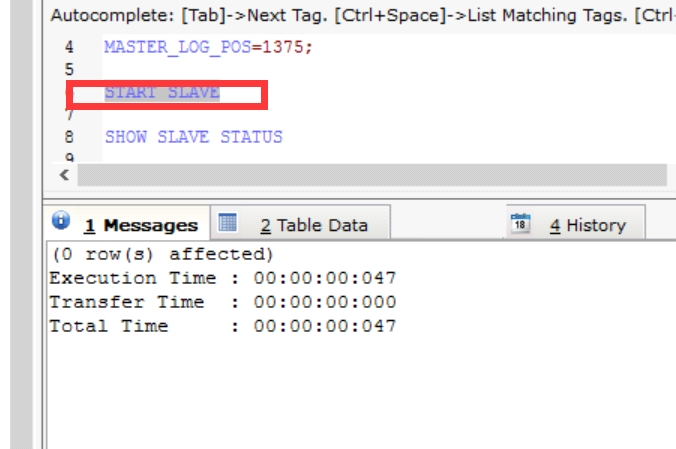 Autocomplete: [Tab]->Next Tag. [Ctrl+Space]->List Matching Tags. [Ctrl-
4 MASTER_LOG_POS=1375;
5
6 START SLAVE
7
8 SHOW SLAVE STATUS
9
1 Messages 2 Table Data 18 4 History
(0 row(s) affected)
Execution Time : 00:00:00:047
Transfer Time : 00:00:00:000
Total Time : 00:00:00:047